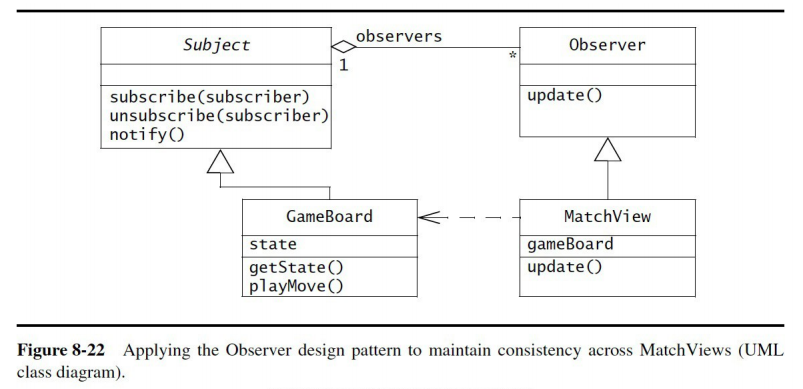 Subject
observers
1
*
Observer
subscribe(subscriber)
unsubscribe(subscriber)
notify()
update()
GameBoard
state
getState()
playMove()
MatchView
gameBoard
update()
Figure 8-22 Applying the Observer design pattern to maintain consistency across MatchViews (UML
class diagram).